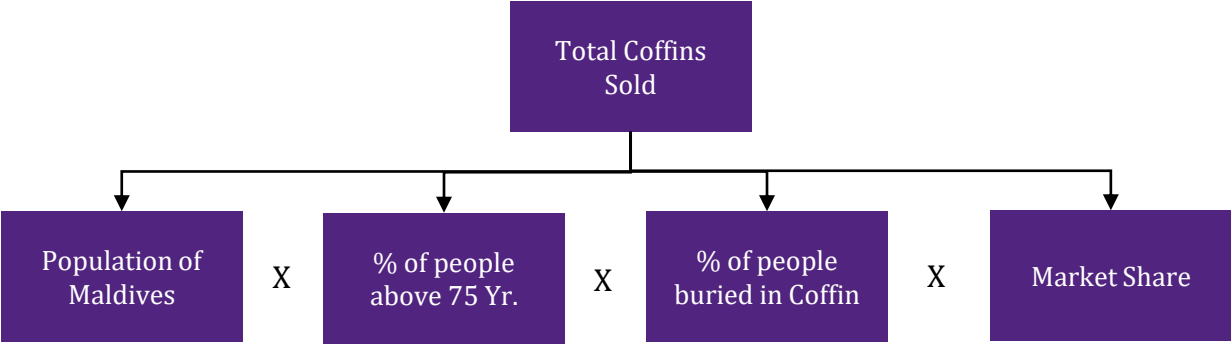 Total Coffins
Sold
Population of
Maldives
X
% of people
above 75 Yr.
X
% of people
buried in Coffin
X
Market Share